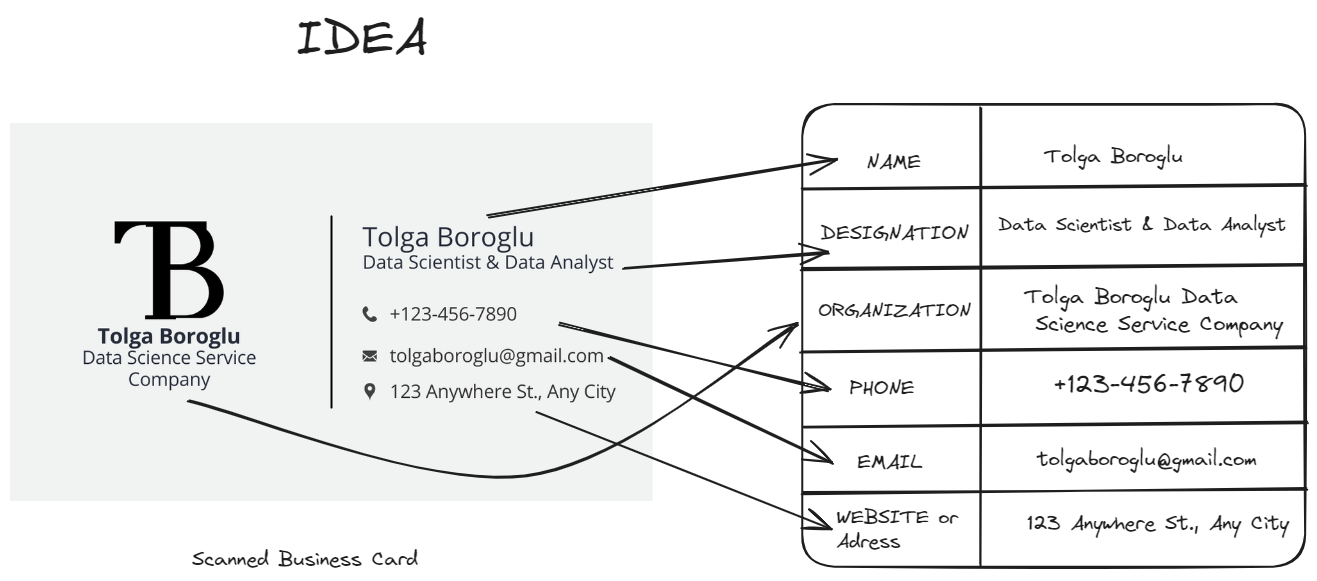 IDEA
TB
Tolga Boroglu
Data Science Service
Company
Tolga Boroglu
Data Scientist & Data Analyst
+123-456-7890
tolgaboroglu@gmail.com
123 Anywhere St., Any City
Scanned Business Card
NAME
Tolga Boroglu
DESIGNATION
Data Scientist & Data Analyst
ORGANIZATION
Tolga Boroglu Data
Science Service Company
PHONE
+123-456-7890
EMAIL
tolgaboroglu@gmail.com
WEBSITE or
Adress
123 Anywhere St., Any City